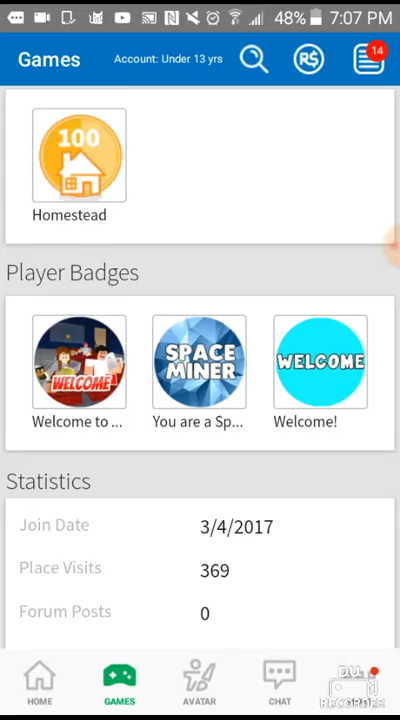 48% 7:07 PM
Games Account: Under 13 yrs R$ 14
100
Homestead
Player Badges
WELCOME SPACE MINER WELCOME
Welcome to ... You are a Sp... Welcome!
Statistics
Join Date 3/4/2017
Place Visits 369
Forum Posts 0
DU
RECORDER
HOME GAMES AVATAR CHAT